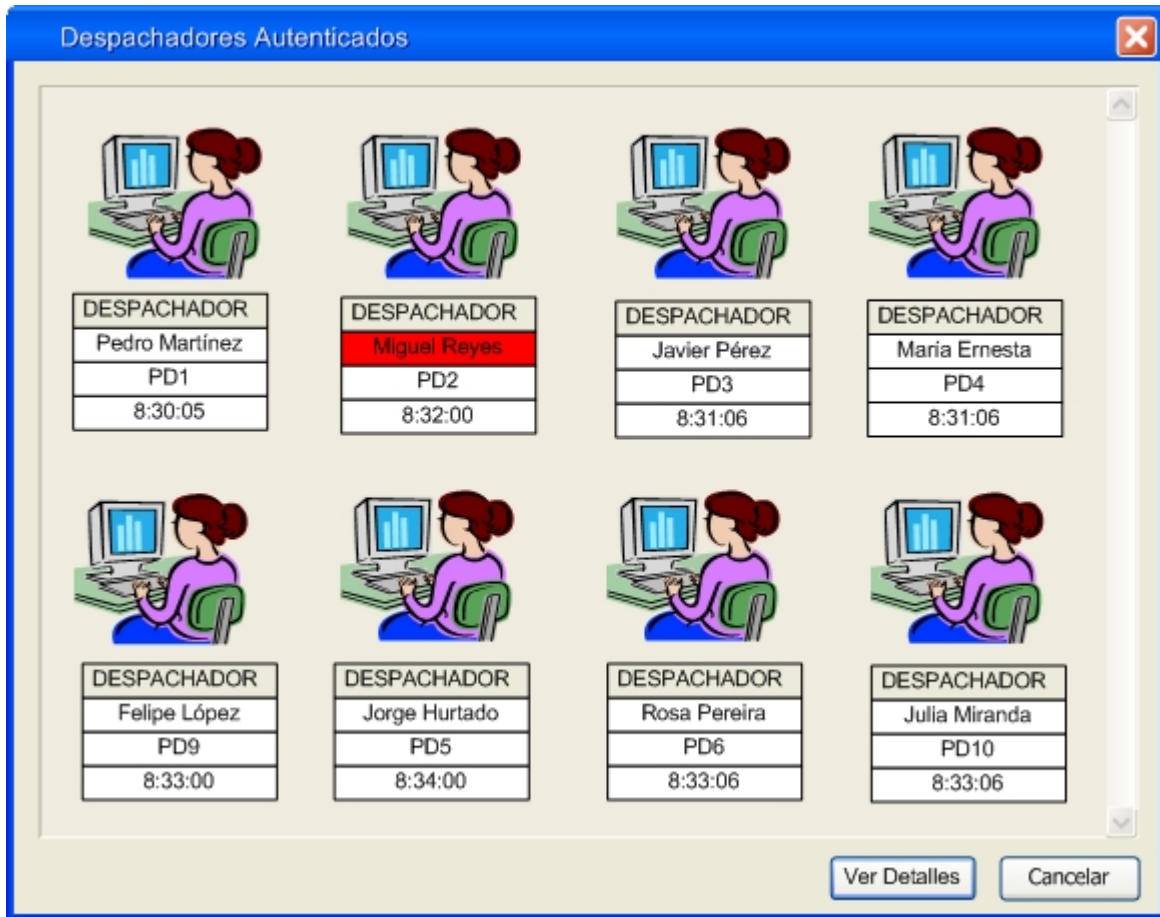 Despachadores Autenticados
DESPACHADOR
Pedro Martínez
PD1
8:30:05
DESPACHADOR
Miguel Reyes
PD2
8:32:00
DESPACHADOR
Javier Pérez
PD3
8:31:06
DESPACHADOR
María Ernesta
PD4
8:31:06
DESPACHADOR
Felipe López
PD9
8:33:00
DESPACHADOR
Jorge Hurtado
PD5
8:34:00
DESPACHADOR
Rosa Pereira
PD6
8:33:06
DESPACHADOR
Julia Miranda
PD10
8:33:06
Ver Detalles
Cancelar